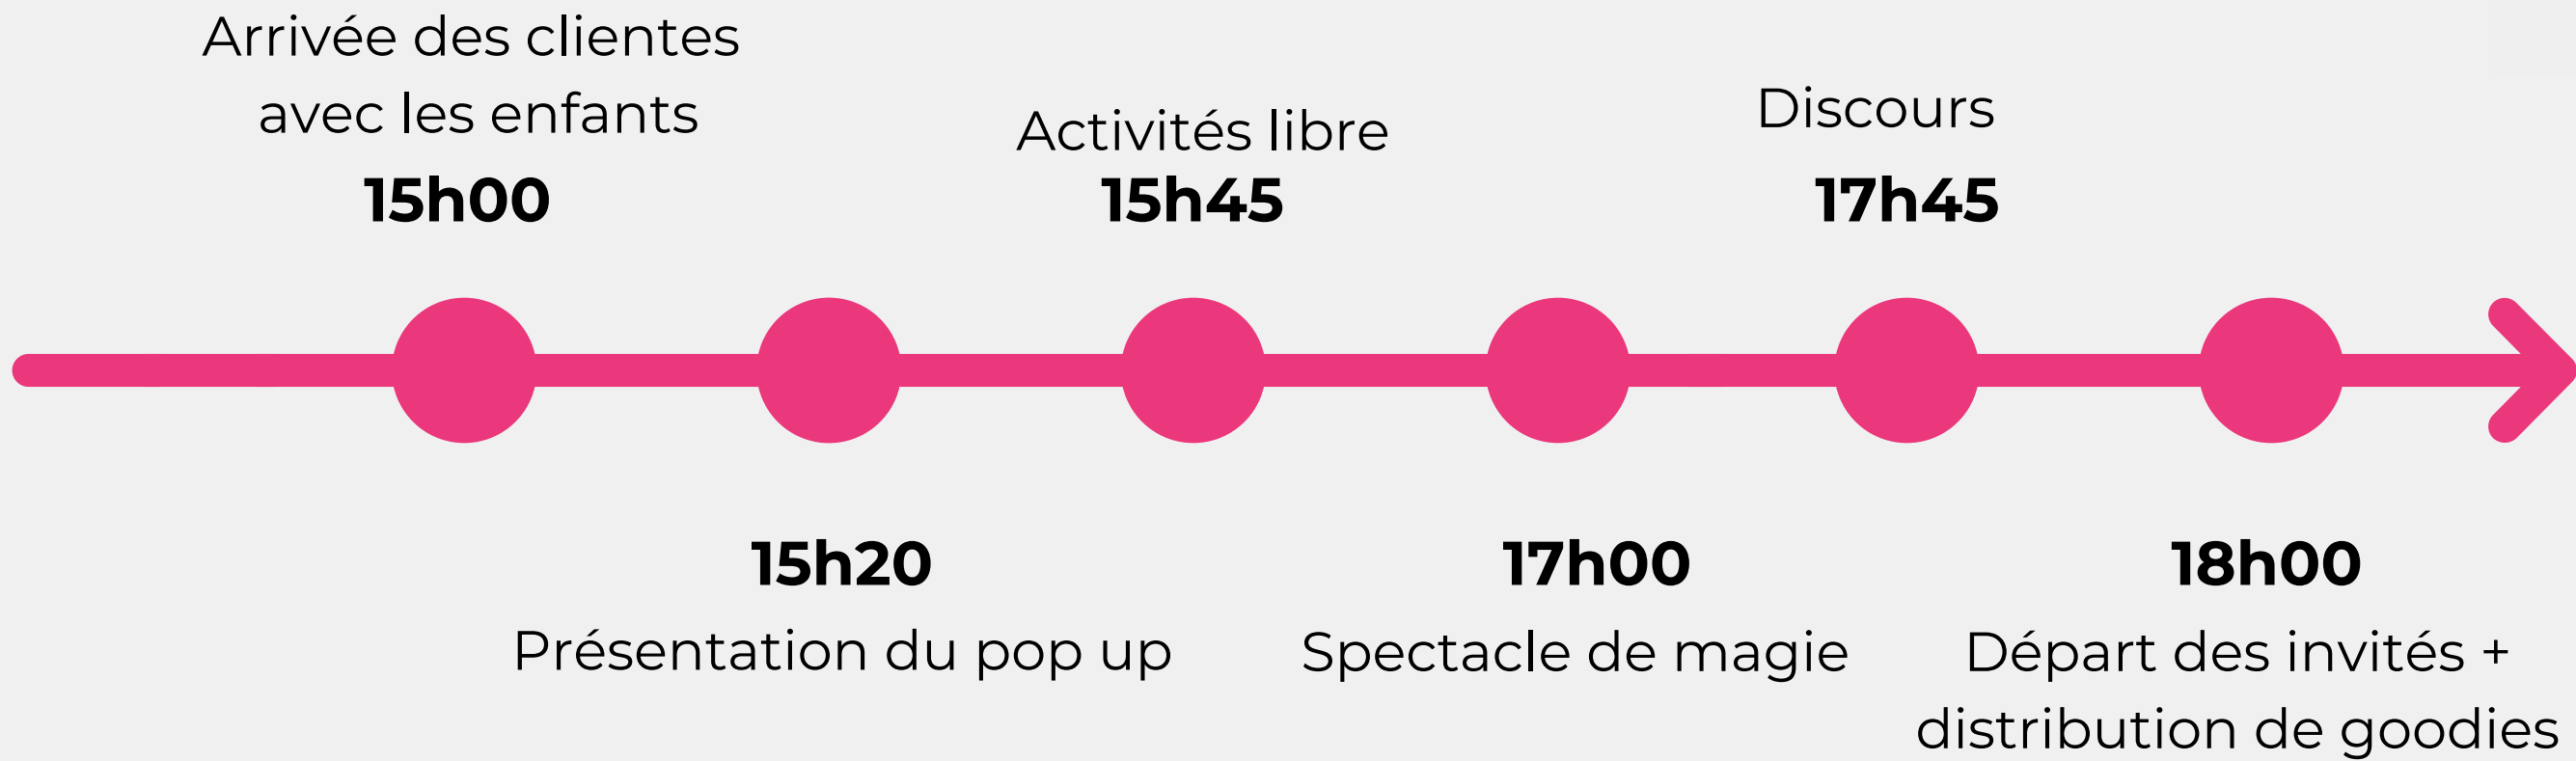 Arrivée des clientes
avec les enfants
15h00
15h20
Présentation du pop up
Activités libre
15h45
17h00
Spectacle de magie
Discours
17h45
18h00
Départ des invités +
distribution de goodies